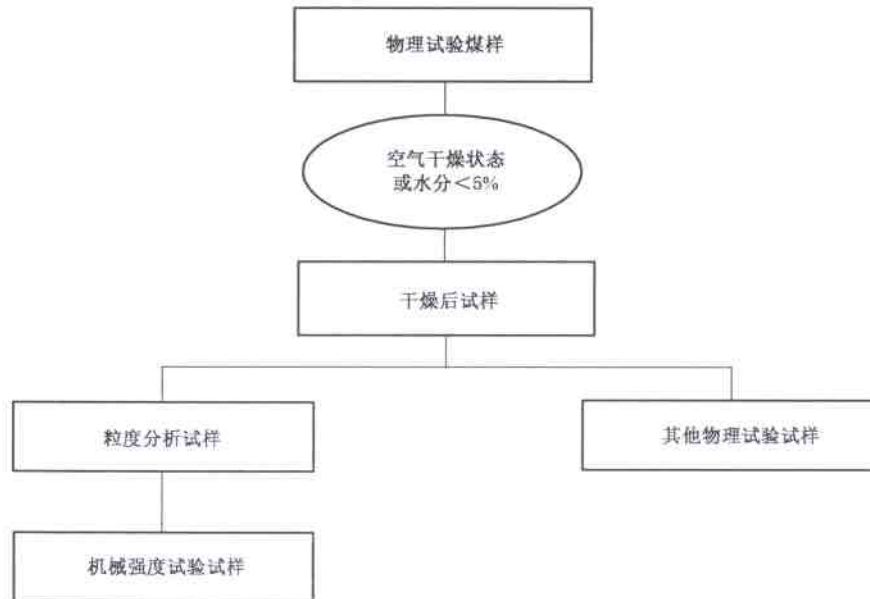 物理试验煤样
空气干燥状态
或水分<5%
干燥后试样
粒度分析试样
其他物理试验试样
机械强度试验试样